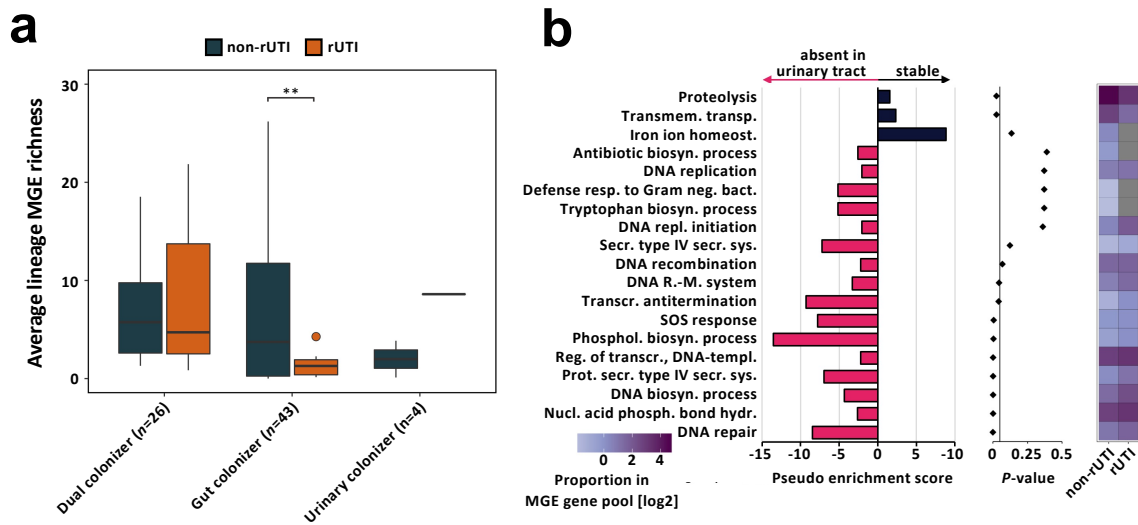 a
non-rUTI rUTI
Average lineage MGE richness
30
20
10
0
**
Dual colonizer (n=26)
Gut colonizer (n=43)
Urinary colonizer (n=4)
b
absent in
urinary tract
stable
Proteolysis
Transmem. transp.
Iron ion homeost.
Antibiotic biosyn. process
DNA replication
Defense resp. to Gram neg. bact.
Tryptophan biosyn. process
DNA repl. initiation
Secr. type IV secr. sys.
DNA recombination
DNA R.-M. system
Transcr. antitermination
SOS response
Phosphol. biosyn. process
Reg. of transcr., DNA-templ.
Prot. secr. type IV secr. sys.
DNA biosyn. process
Nucl. acid phosph. bond hydr.
DNA repair
0 2 4
Proportion in
MGE gene pool [log2]
-15 -10 -5 0 5 -10
Pseudo enrichment score
0 0.5
P-value
non-rUTI
rUTI